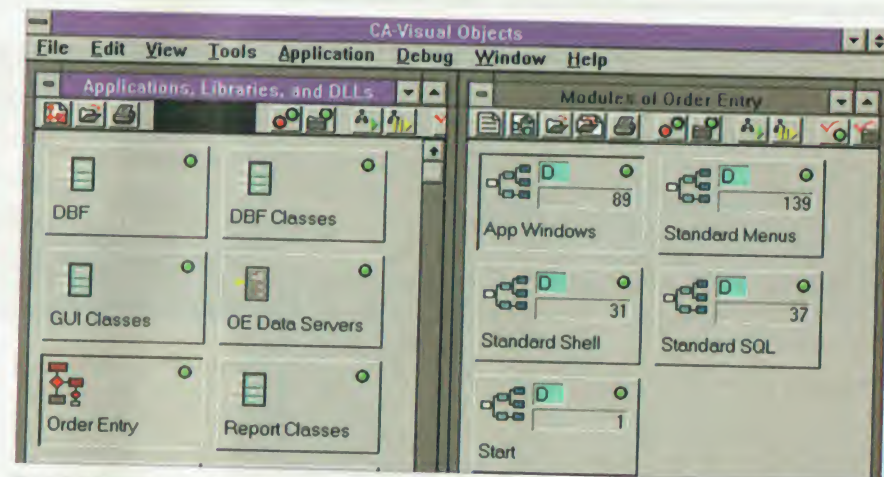 CA-Visual Objects
File Edit View Tools Application Debug Window Help
Applications, Libraries, and DLLs
DBF
DBF Classes
GUI Classes
OE Data Servers
Order Entry
Report Classes
Modules of Order Entry
D
89
App Windows
D
139
Standard Menus
D
31
Standard Shell
D
37
Standard SQL
D
1
Start